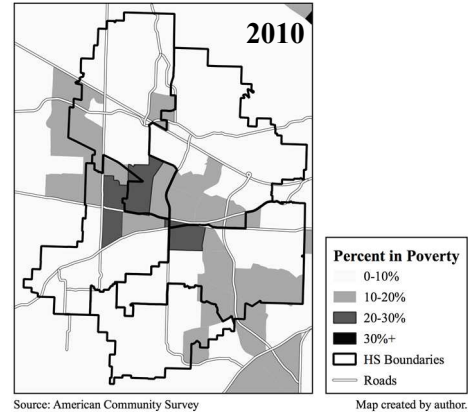 2010
Percent in Poverty
0-10%
10-20%
20-30%
30%+
HS Boundaries
Roads
Source: American Community Survey
Map created by author.